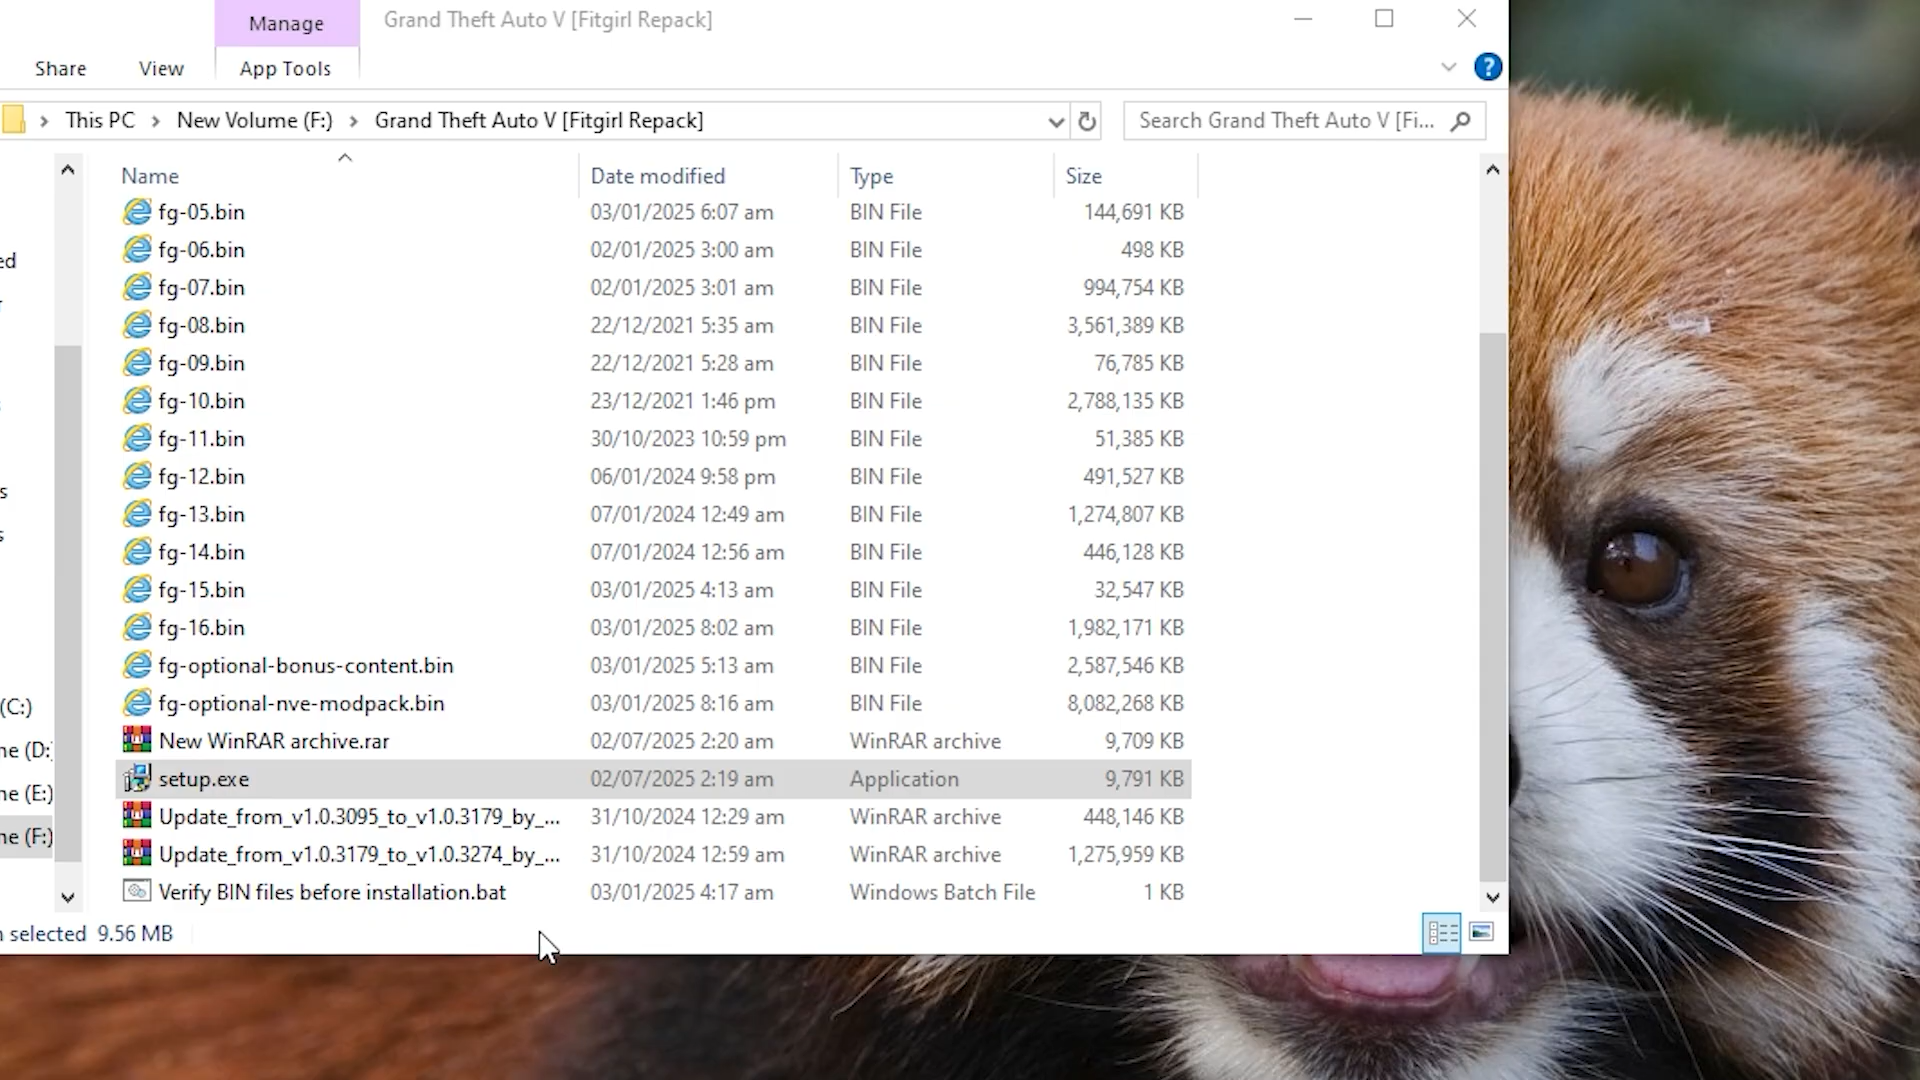 Manage
Grand Theft Auto V [Fitgirl Repack]
Share
View
App Tools
?
This PC
New Volume (F:)
Grand Theft Auto V [Fitgirl Repack]
Search Grand Theft Auto V [Fi...
Name
Date modified
Type
Size
fg-05.bin 03/01/2025 6:07 am BIN File 144,691 KB
fg-06.bin 02/01/2025 3:00 am BIN File 498 KB
fg-07.bin 02/01/2025 3:01 am BIN File 994,754 KB
fg-08.bin 22/12/2021 5:35 am BIN File 3,561,389 KB
fg-09.bin 22/12/2021 5:28 am BIN File 76,785 KB
fg-10.bin 23/12/2021 1:46 pm BIN File 2,788,135 KB
fg-11.bin 30/10/2023 10:59 pm BIN File 51,385 KB
fg-12.bin 06/01/2024 9:58 pm BIN File 491,527 KB
fg-13.bin 07/01/2024 12:49 am BIN File 1,274,807 KB
fg-14.bin 07/01/2024 12:56 am BIN File 446,128 KB
fg-15.bin 03/01/2025 4:13 am BIN File 32,547 KB
fg-16.bin 03/01/2025 8:02 am BIN File 1,982,171 KB
fg-optional-bonus-content.bin 03/01/2025 5:13 am BIN File 2,587,546 KB
fg-optional-nve-modpack.bin 03/01/2025 8:16 am BIN File 8,082,268 KB
New WinRAR archive.rar 02/07/2025 2:20 am WinRAR archive 9,709 KB
setup.exe 02/07/2025 2:19 am Application 9,791 KB
Update_from_v1.0.3095_to_v1.0.3179_by_... 31/10/2024 12:29 am WinRAR archive 448,146 KB
Update_from_v1.0.3179_to_v1.0.3274_by_... 31/10/2024 12:59 am WinRAR archive 1,275,959 KB
Verify BIN files before installation.bat 03/01/2025 4:17 am Windows Batch File 1 KB
ed
s
s
(C:)
me (D:)
me (E:)
me (F:)
selected 9.56 MB